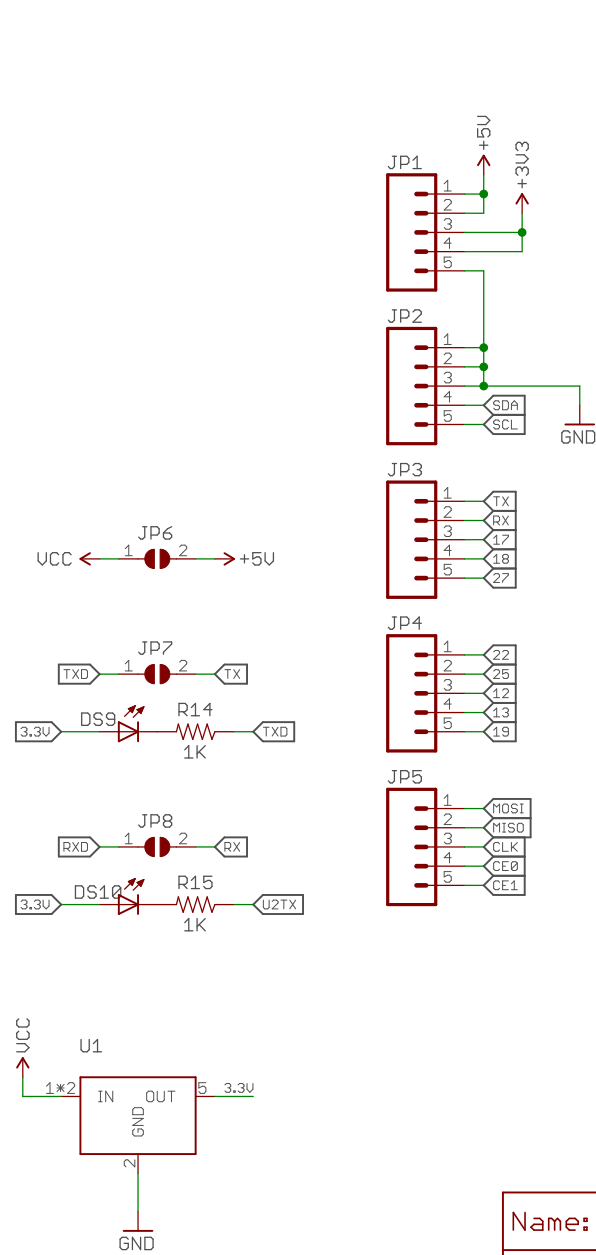 +5V
+3V3
JP1
1
2
3
4
5
JP2
1
2
3
4 SDA
5 SCL
GND
JP3
1 TX
2 RX
3 17
4 18
5 27
JP6
VCC 1 2 +5V
JP4
1 22
2 25
3 12
4 13
5 19
JP7
TXD 1 2 TX
DS9 R14
3.3V TXD
1K
JP5
1 MOSI
2 MISO
3 CLK
4 CE0
5 CE1
JP8
RXD 1 2 RX
DS10 R15
3.3V U2TX
1K
VCC
U1
1*2 IN OUT 5 3.3V
GND
2
GND
Name: